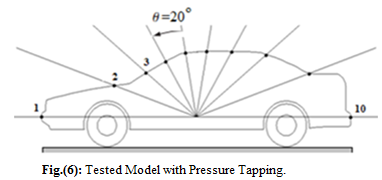 θ=20°
3
2
1
10
Fig.(6): Tested Model with Pressure Tapping.